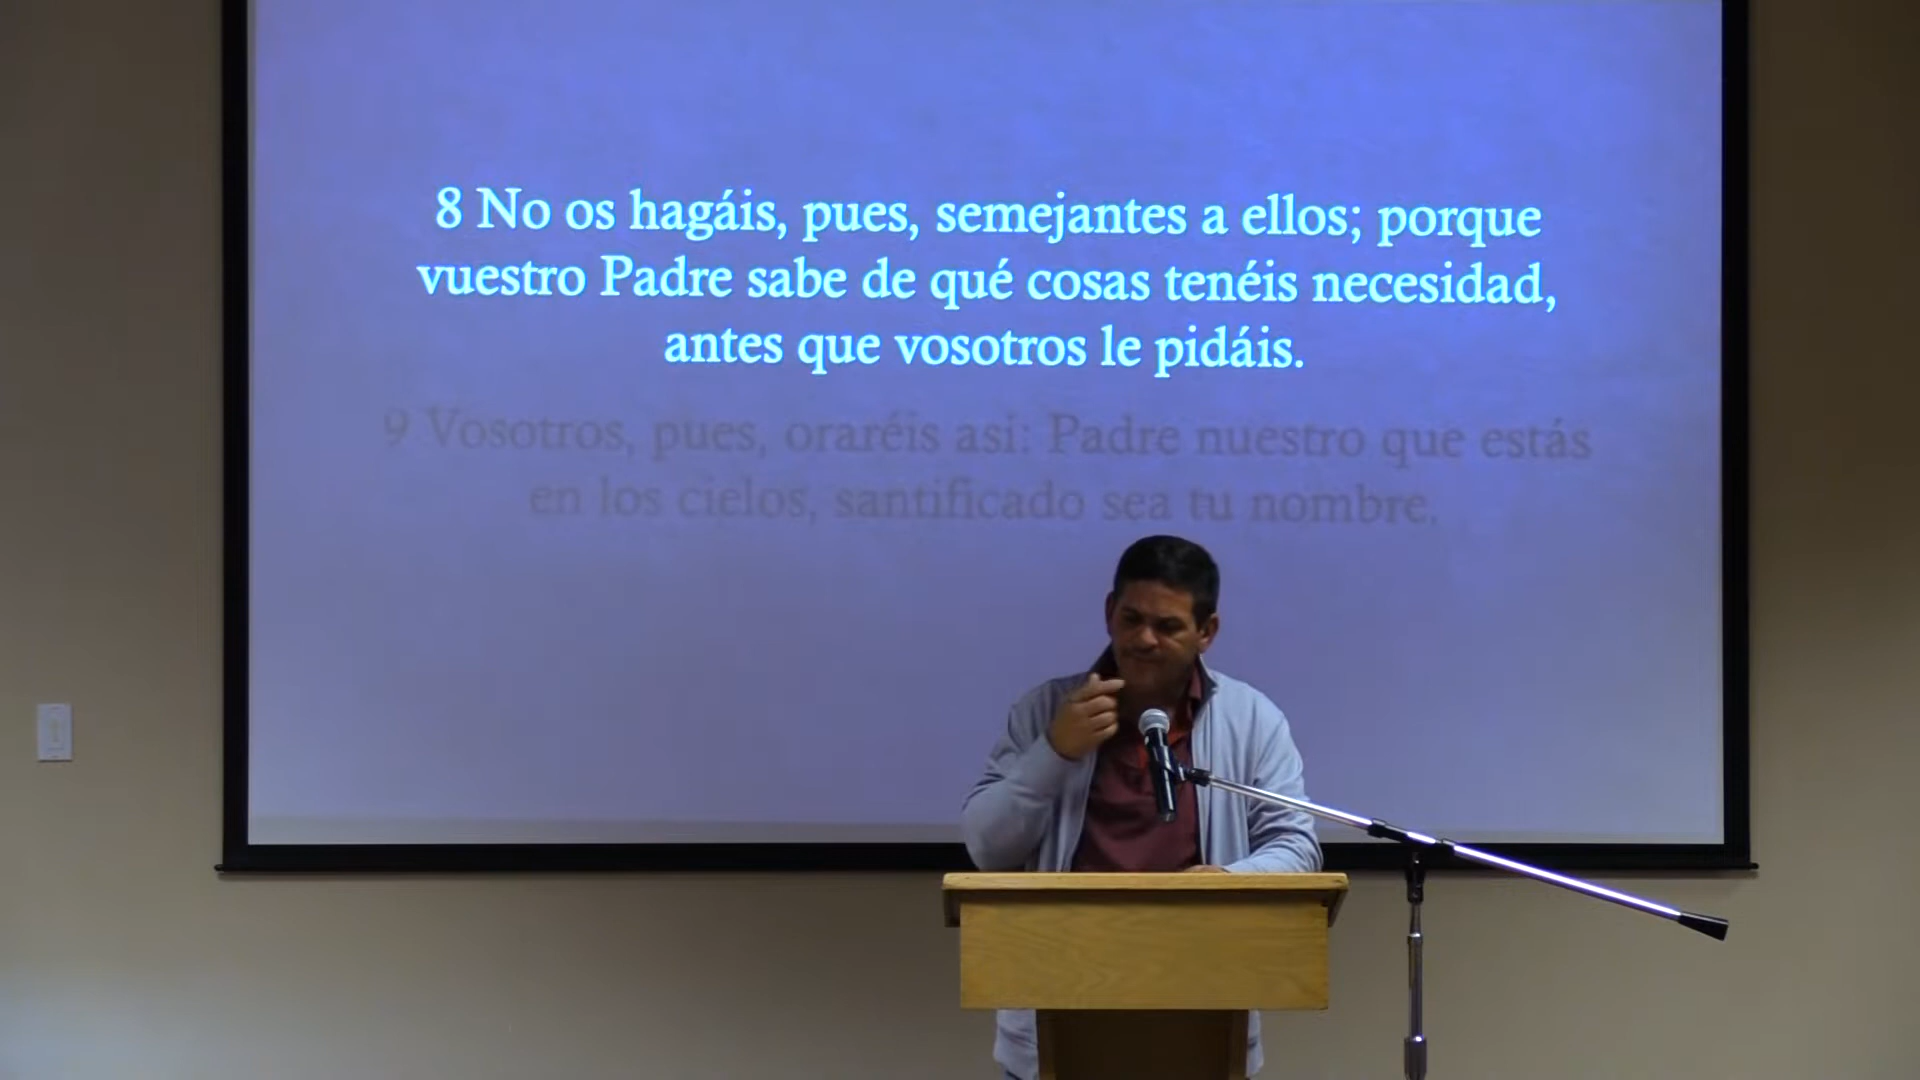 8 No os hagáis, pues, semejantes a ellos; porque
vuestro Padre sabe de qué cosas tenéis necesidad,
antes que vosotros le pidáis.
9 Vosotros, pues, oraréis asi: Padre nuestro que estás
en los cielos, santificado sea tu nombre.